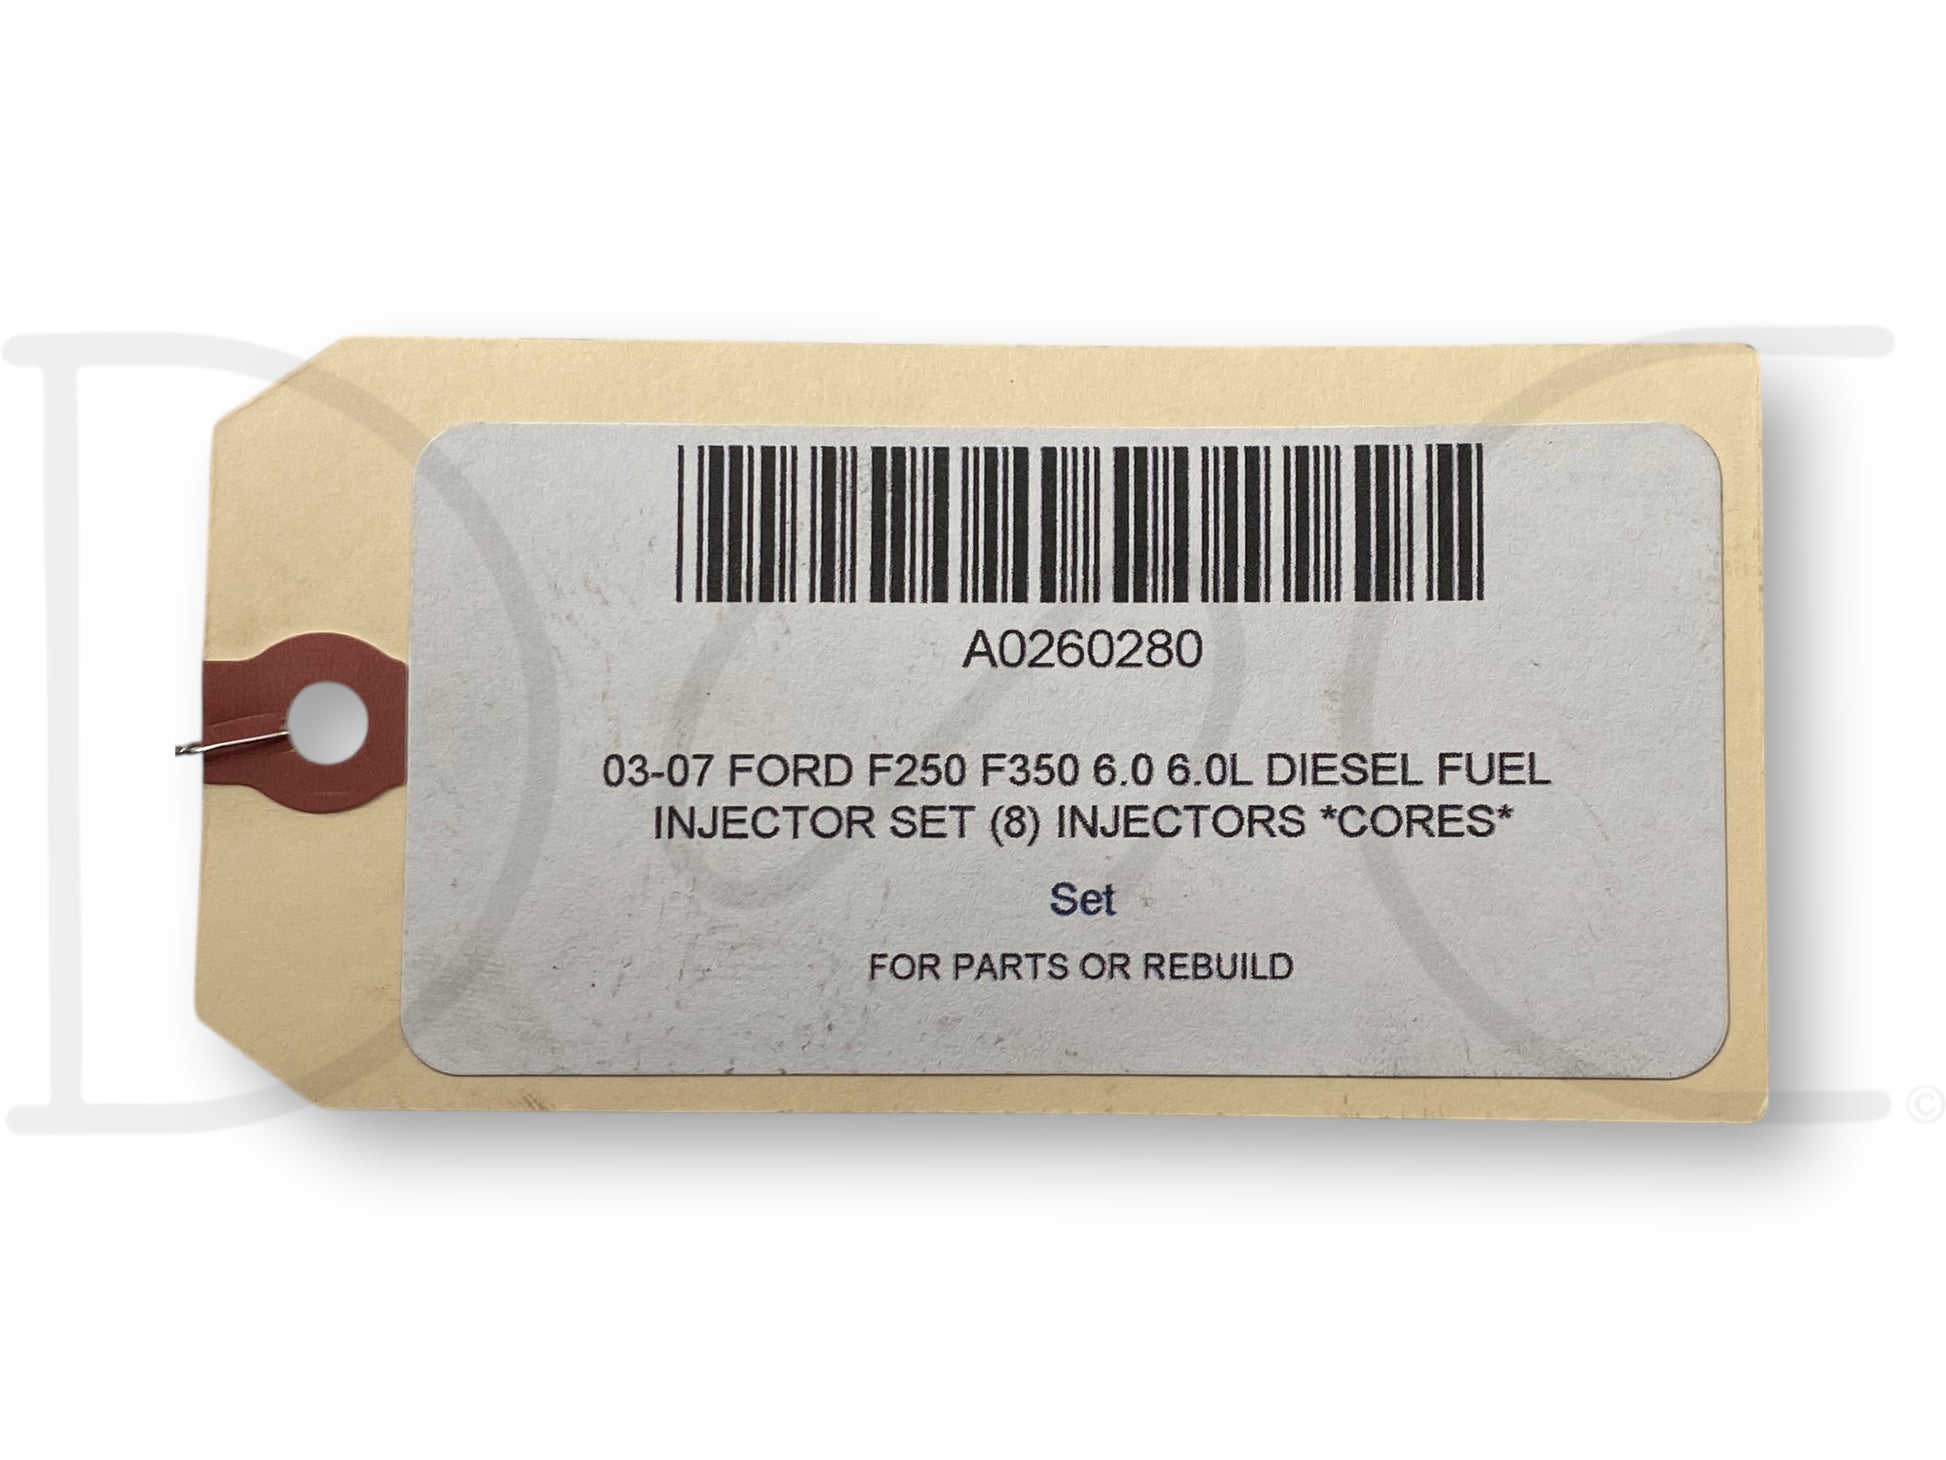 A0260280
03-07 FORD F250 F350 6.0 6.0L DIESEL FUEL
INJECTOR SET (8) INJECTORS *CORES*
Set
FOR PARTS OR REBUILD
©